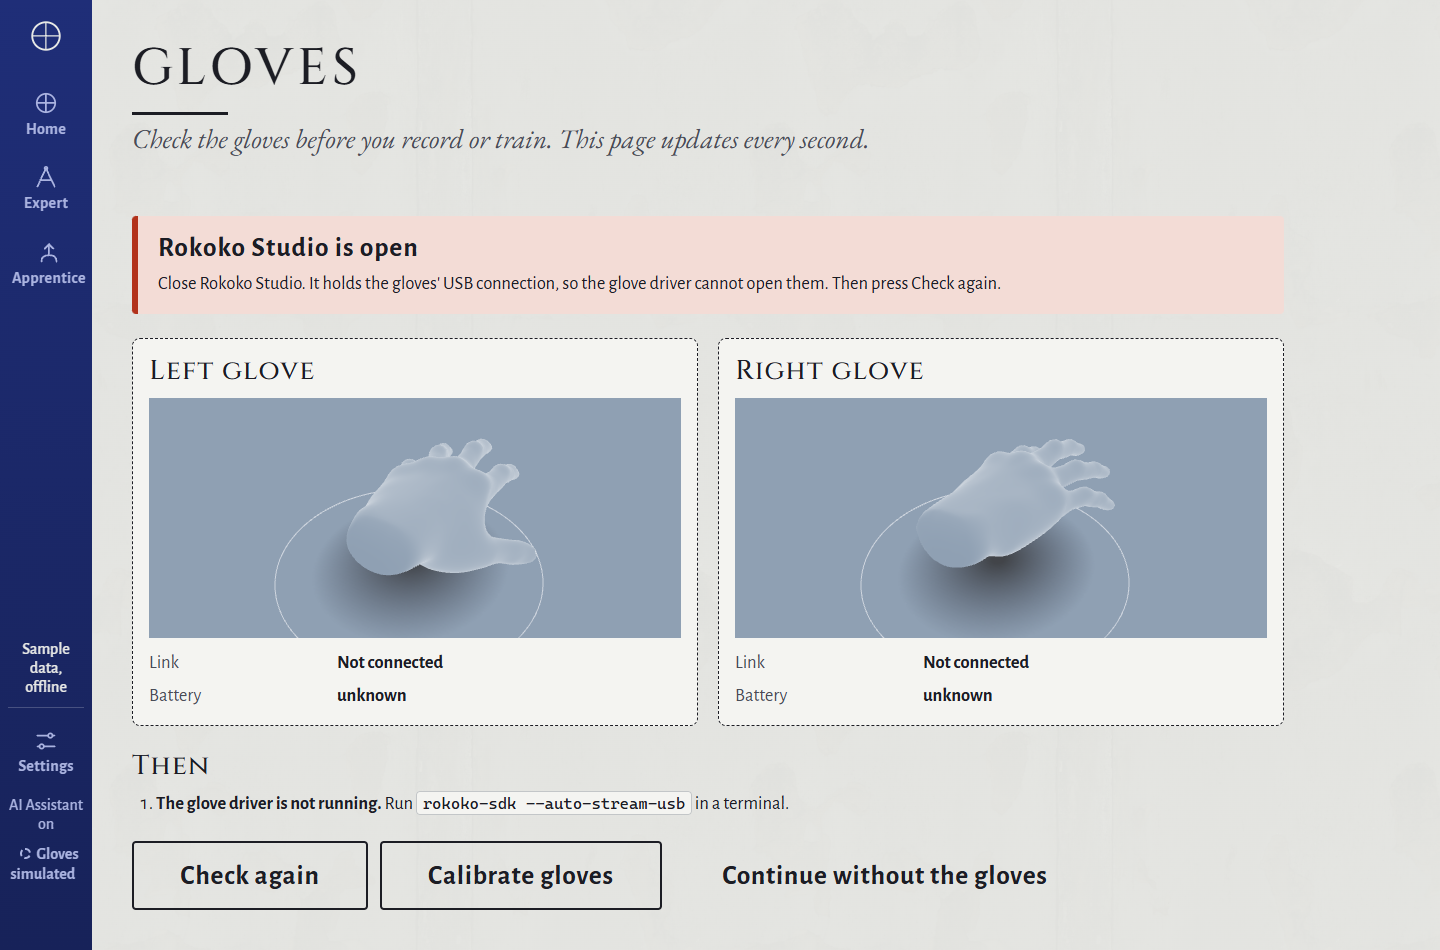 GLOVES
Check the gloves before you record or train. This page updates every second.
Home
Expert
Apprentice
Sample
data,
offline
Settings
AI Assistant
on
Gloves
simulated
Rokoko Studio is open
Close Rokoko Studio. It holds the gloves' USB connection, so the glove driver cannot open them. Then press Check again.
LEFT GLOVE
Link Not connected
Battery unknown
RIGHT GLOVE
Link Not connected
Battery unknown
THEN
1. The glove driver is not running. Run rokoko-sdk --auto-stream-usb in a terminal.
Check again
Calibrate gloves
Continue without the gloves